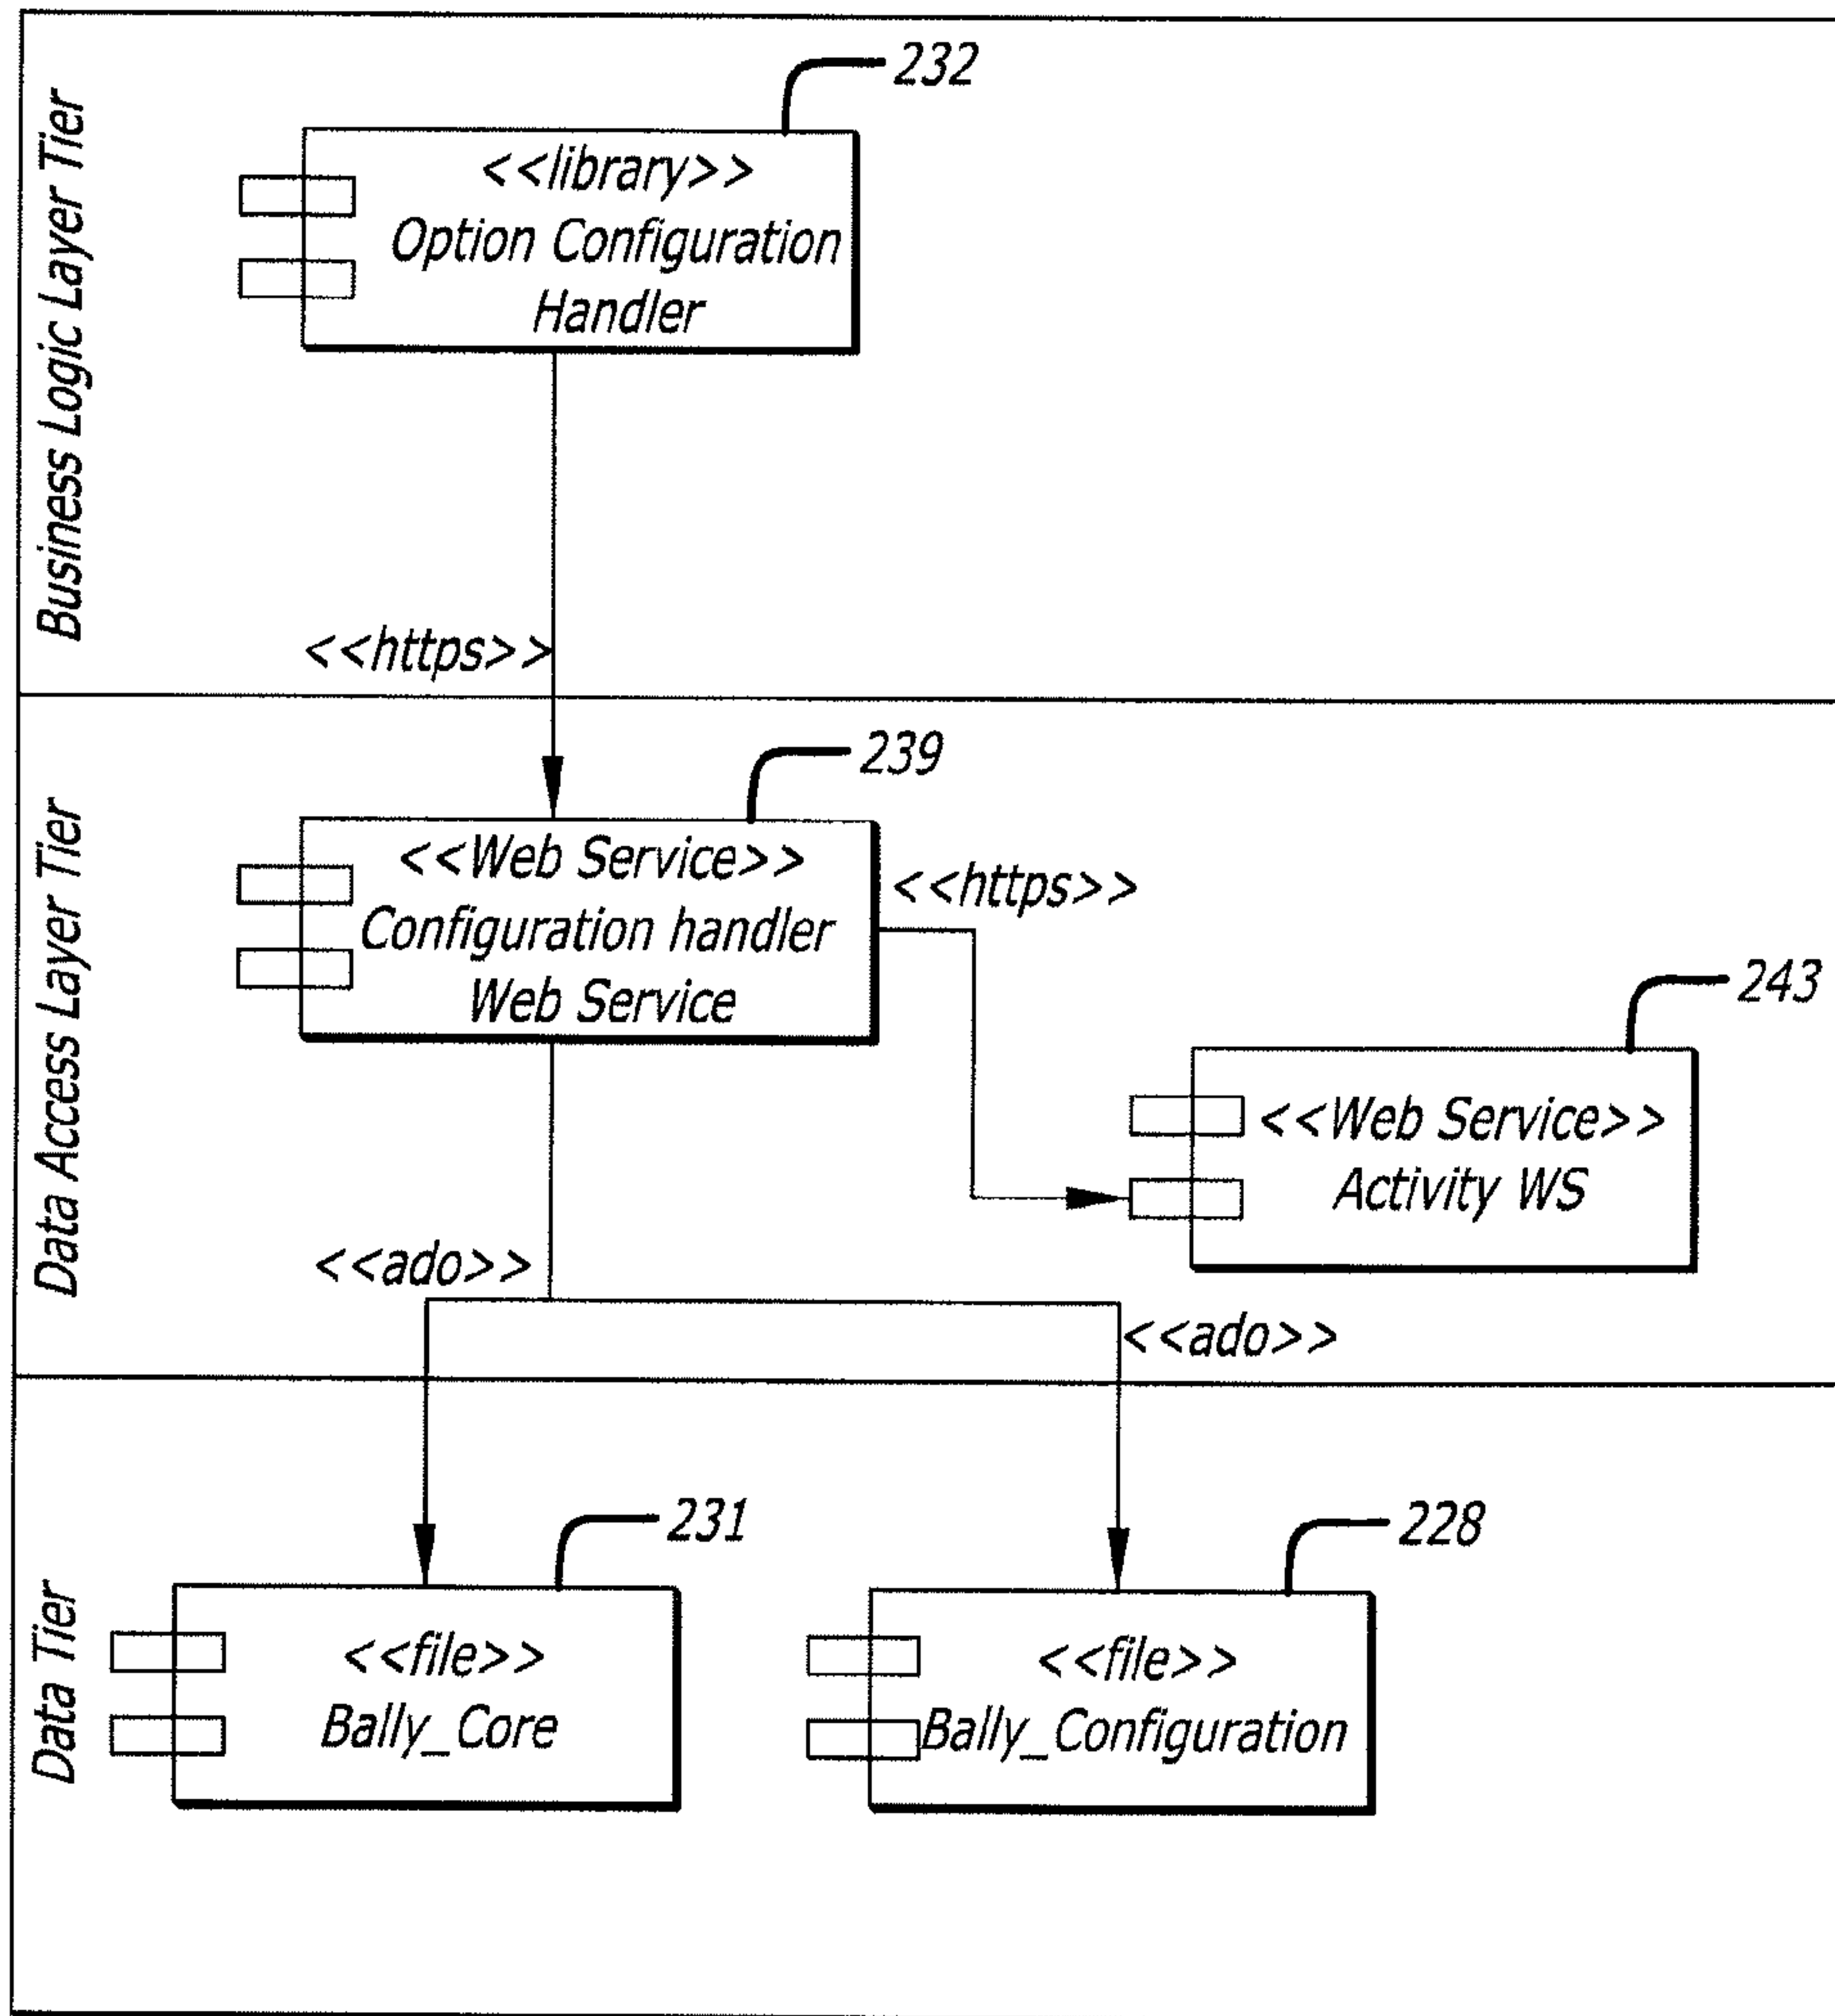 Business Logic Layer Tier
232
<<library>>
Option Configuration
Handler
<<https>>
Data Access Layer Tier
239
<<Web Service>>
Configuration handler
Web Service
<<https>>
243
<<Web Service>>
Activity WS
<<ado>>
<<ado>>
Data Tier
231
<<file>>
Bally_Core
228
<<file>>
Bally_Configuration